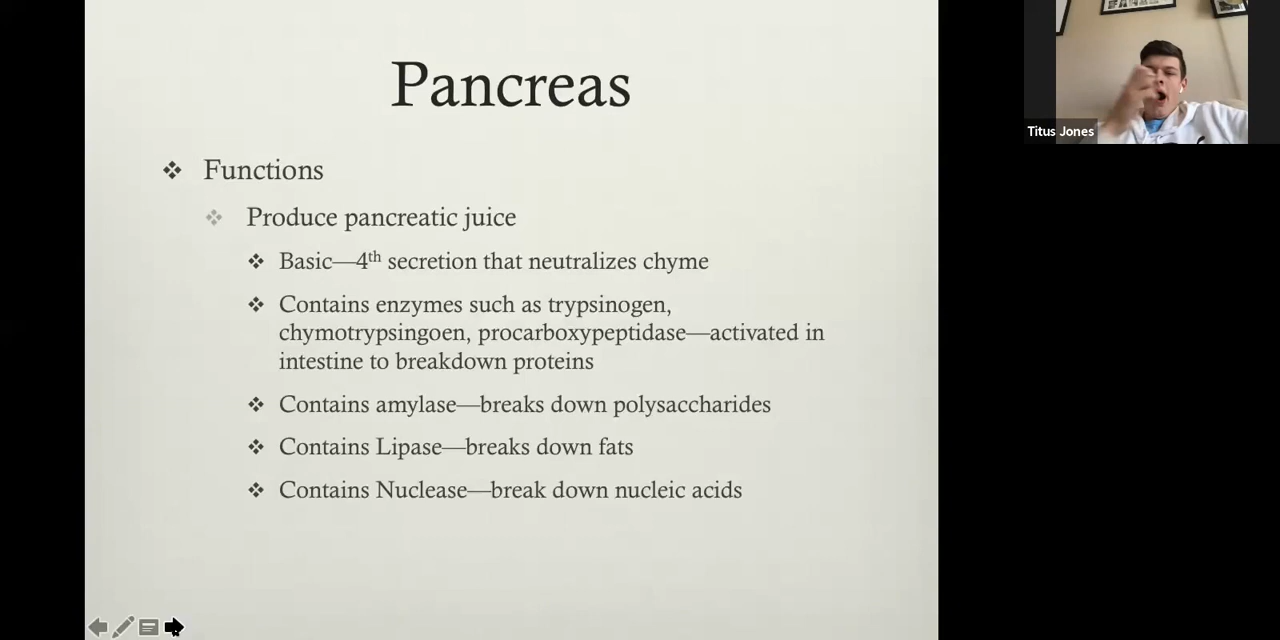 Pancreas
Functions
Produce pancreatic juice
Basic—4th secretion that neutralizes chyme
Contains enzymes such as trypsinogen,
chymotrypsingoen, procarboxypeptidase—activated in
intestine to breakdown proteins
Contains amylase—breaks down polysaccharides
Contains Lipase—breaks down fats
Contains Nuclease—break down nucleic acids
Titus Jones